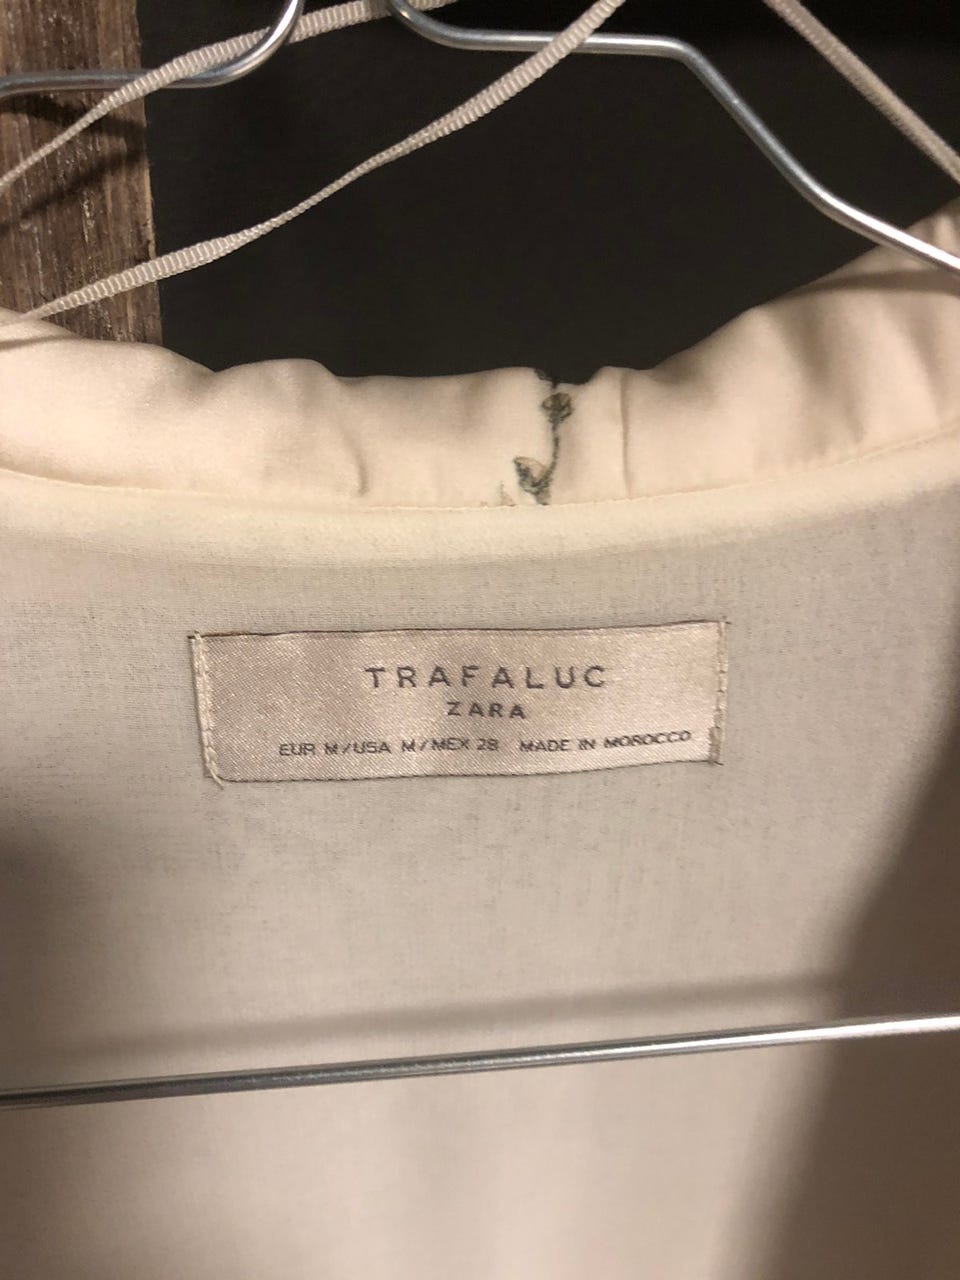 TRAFALUC
ZARA
EUR M/USA M/MEX 28 MADE IN MOROCCO